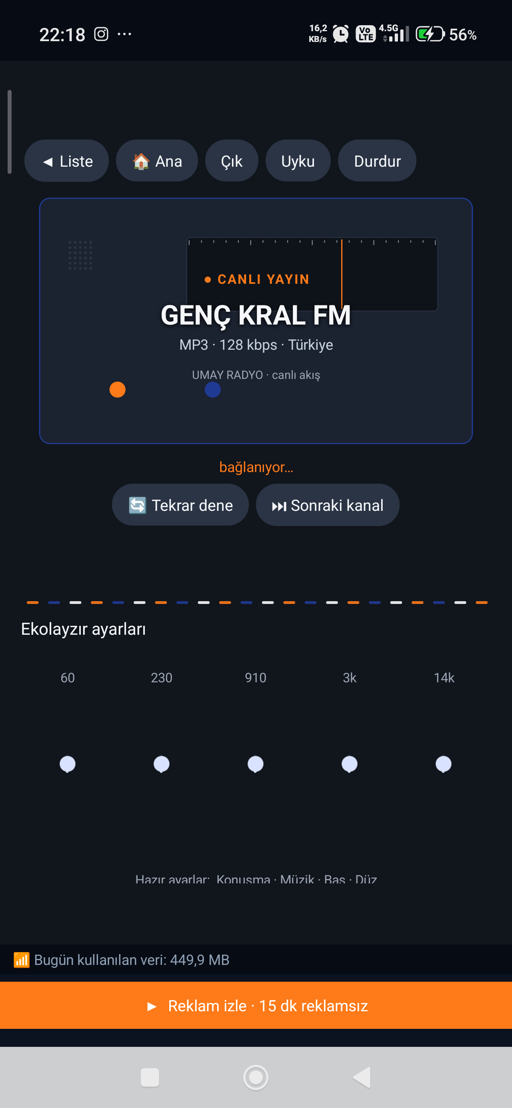 22:18 ...
16,2 KB/s Vo LTE 4.5G 56%
◄ Liste 🏠 Ana Çık Uyku Durdur
● CANLI YAYIN
GENÇ KRAL FM
MP3 · 128 kbps · Türkiye
UMAY RADYO · canlı akış
bağlanıyor…
🔄 Tekrar dene ⏭ Sonraki kanal
Ekolayzır ayarları
60 230 910 3k 14k
Hazır ayarlar: Konuşma · Müzik · Bas · Düz
📶 Bugün kullanılan veri: 449,9 MB
► Reklam izle · 15 dk reklamsız